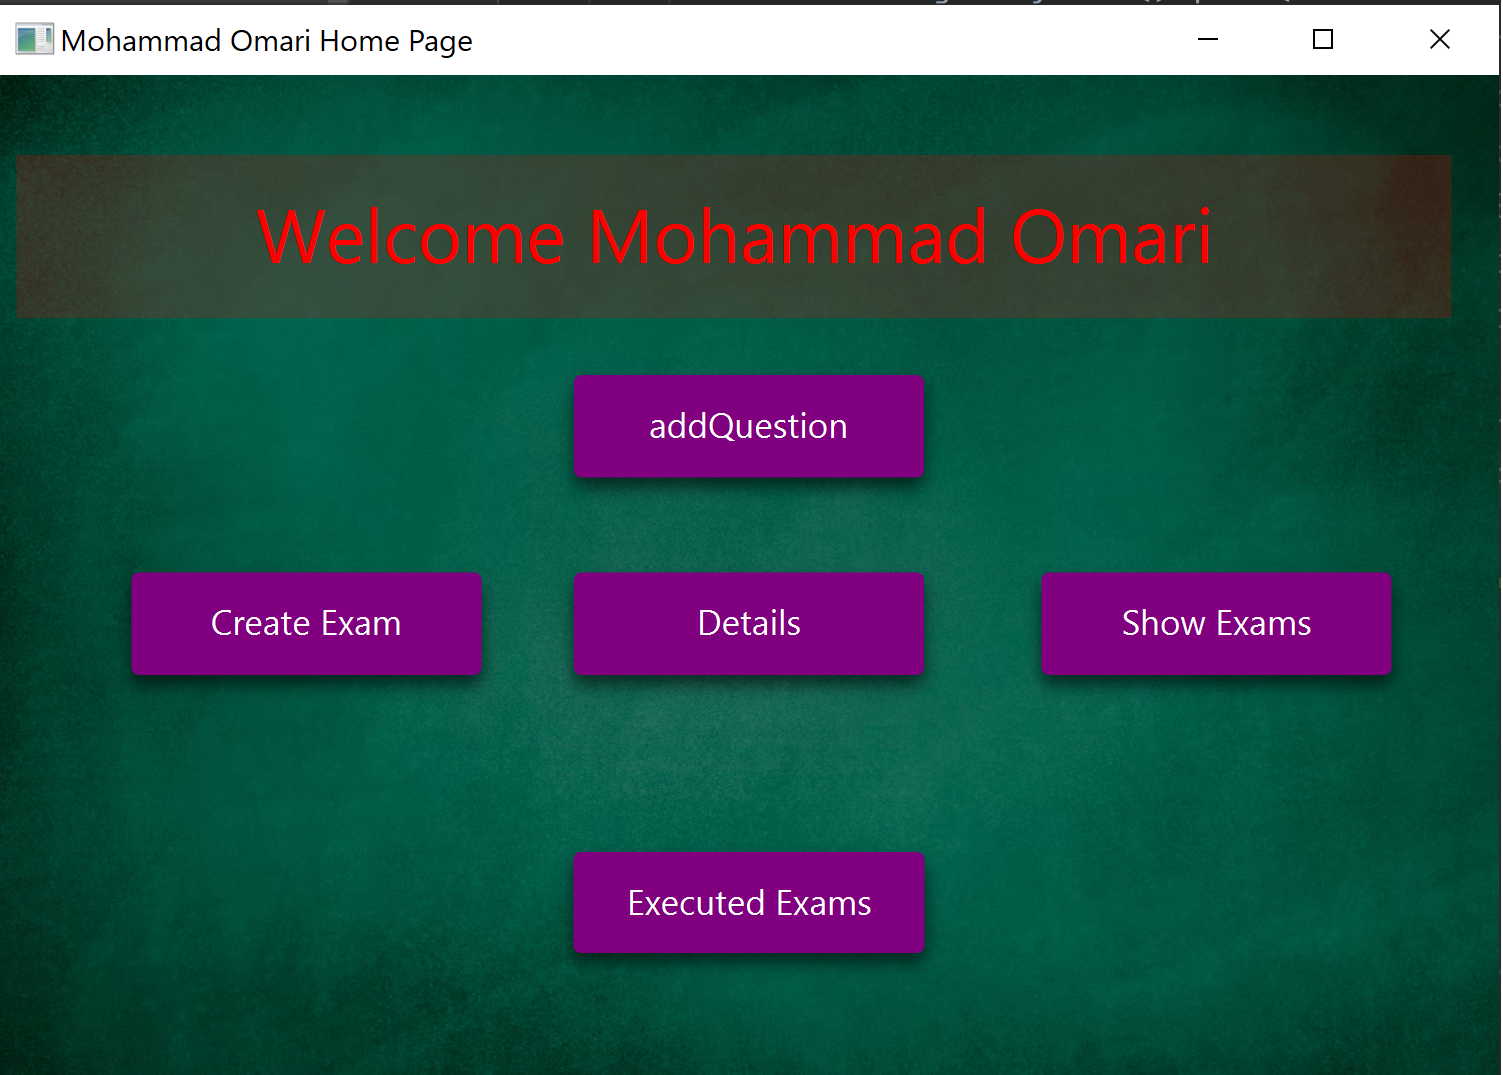 Mohammad Omari Home Page
Welcome Mohammad Omari
addQuestion
Create Exam
Details
Show Exams
Executed Exams